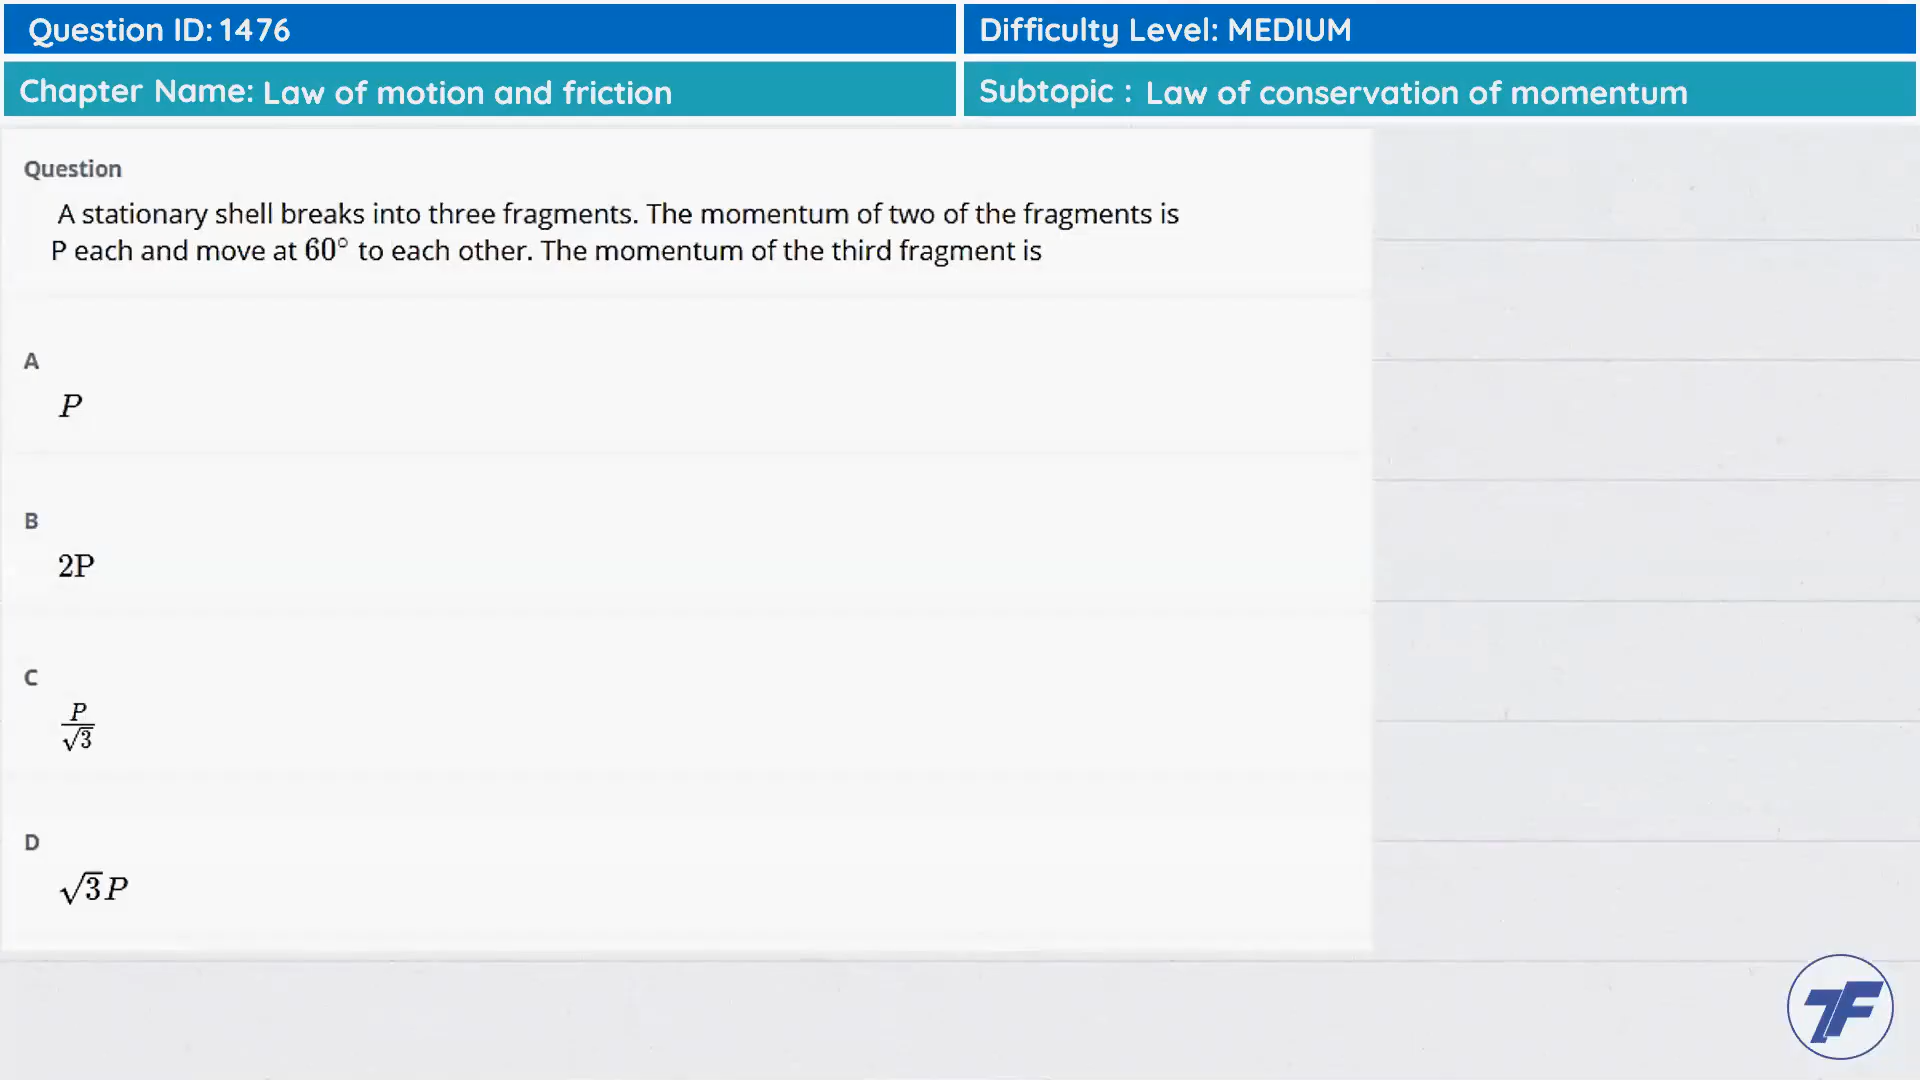 Question ID: 1476
Difficulty Level: MEDIUM
Chapter Name: Law of motion and friction
Subtopic : Law of conservation of momentum
Question
A stationary shell breaks into three fragments. The momentum of two of the fragments is
P each and move at 60° to each other. The momentum of the third fragment is
A
P
B
2P
C
P/√3
D
√3P
TF